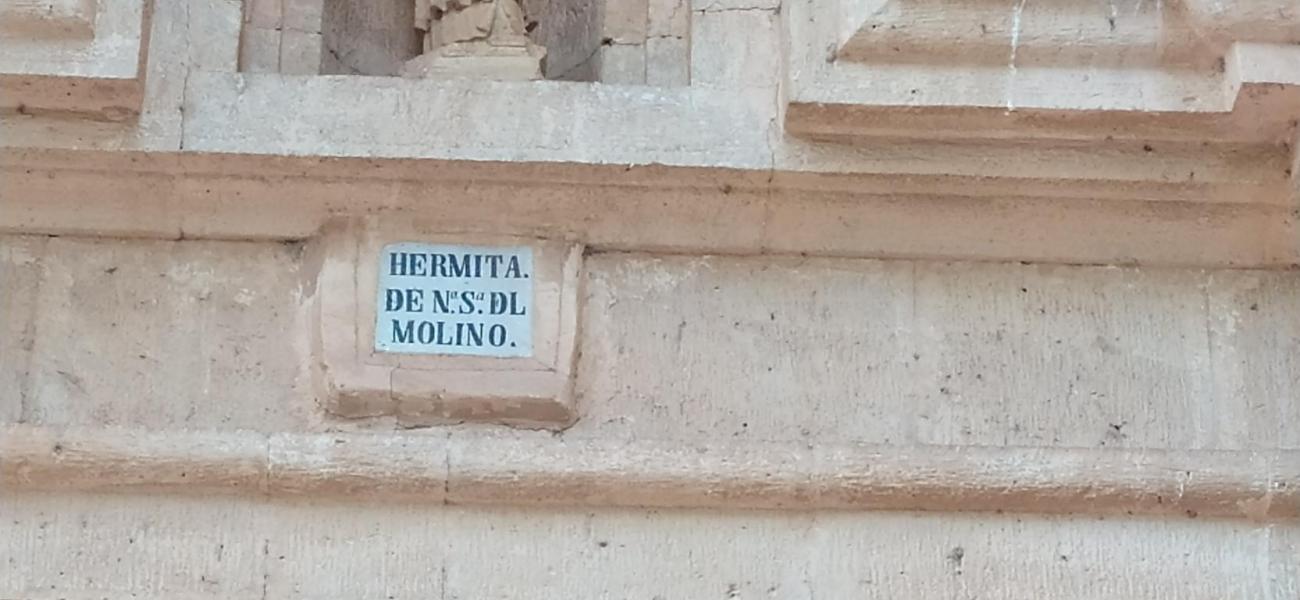 HERMITA.
DE Nª. Sª. DL
MOLINO.